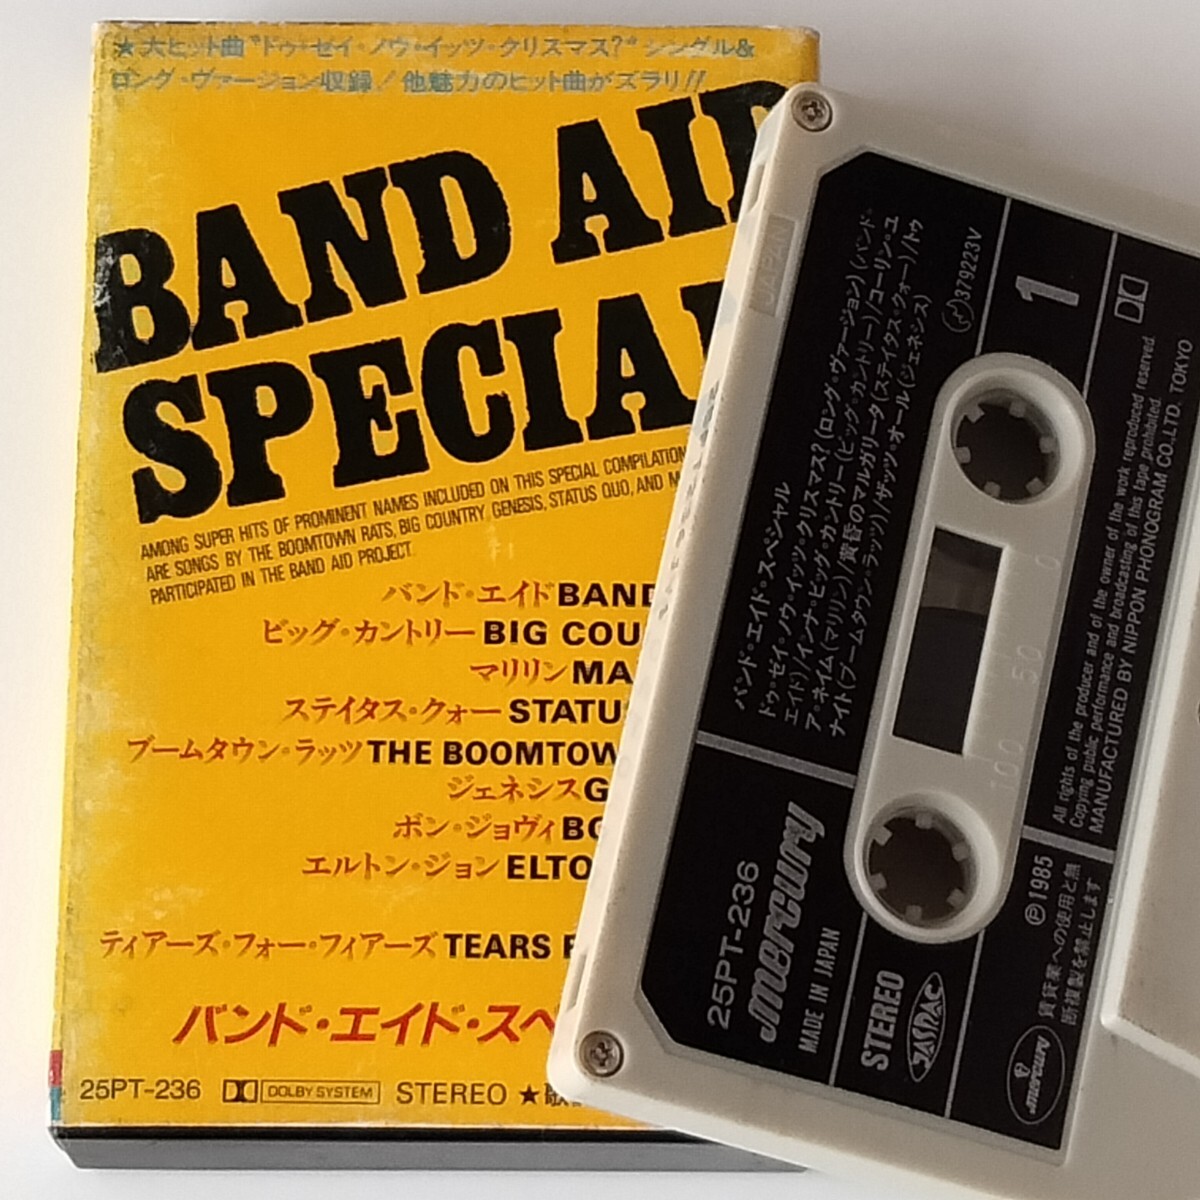 ★大ヒット曲"ドゥ・ゼイ・ノウ・イッツ・クリスマス?"シングル&
ロング・ヴァージョン収録!他魅力のヒット曲がズラリ!!
BAND AID
SPECIAL
AMONG SUPER HITS OF PROMINENT NAMES INCLUDED ON THIS SPECIAL COMPILATION
ARE SONGS BY THE BOOMTOWN RATS, BIG COUNTRY, GENESIS, STATUS QUO, AND
PARTICIPATED IN THE BAND AID PROJECT.
バンド・エイド BAND
ビッグ・カントリー BIG COU
マリリン MA
ステイタス・クォー STATU
ブームタウン・ラッツ THE BOOMTOW
ジェネシス G
ボン・ジョヴィ BO
エルトン・ジョン ELTO
ティアーズ・フォー・フィアーズ TEARS F
バンド・エイド・スペ
25PT-236 DOLBY SYSTEM STEREO ★
JAPAN
バンド・エイド・スペシャル
ドゥ・ゼイ・ノウ・イッツ・クリスマス?(ロング・ヴァージョン)(バンド・
エイド)/インナ・ビッグ・カントリー(ビッグ・カントリー)/コーリン・ユ
ア・ネイム(マリリン)/黄昏のマルガリータ(ステイタス・クォー)/トゥ
ナイト(ブームタウン・ラッツ)/ザッツ・オール(ジェネシス)
379223V
1
100 50 0
25PT-236
mercury
MADE IN JAPAN
STEREO
JASRAC
℗1985
賃貸業への使用と無
断複製を禁止します
mercury
All rights of the producer and of the owner of the work reproduced reserved.
Copying public performance and broadcasting of this tape prohibited.
MANUFACTURED BY NIPPON PHONOGRAM CO., LTD. TOKYO